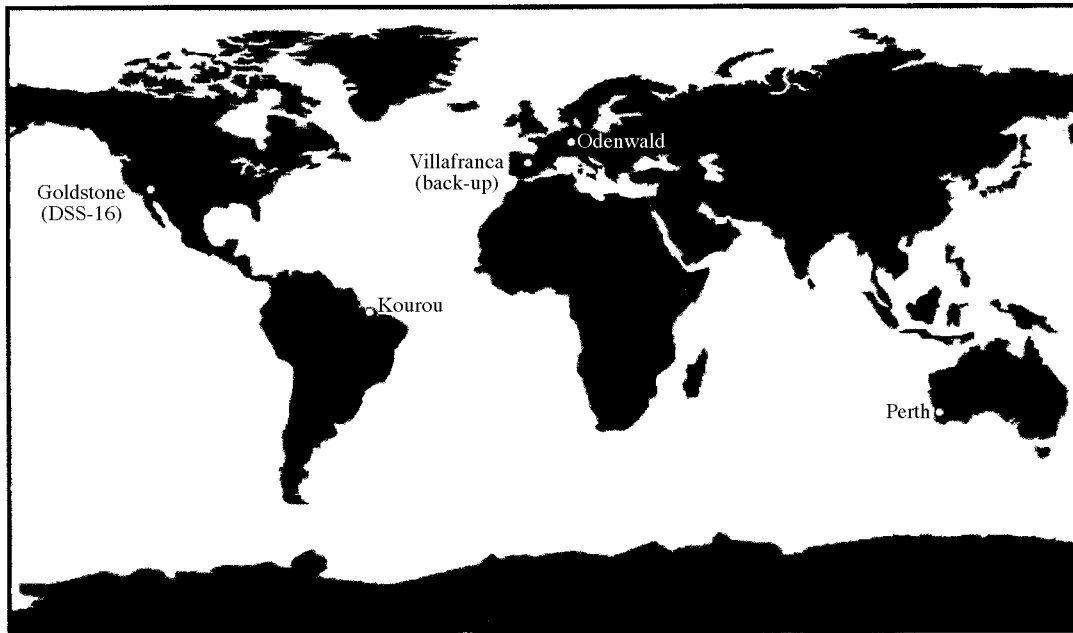 Odenwald
Villafranca
(back-up)
Goldstone
(DSS-16)
Kourou
Perth